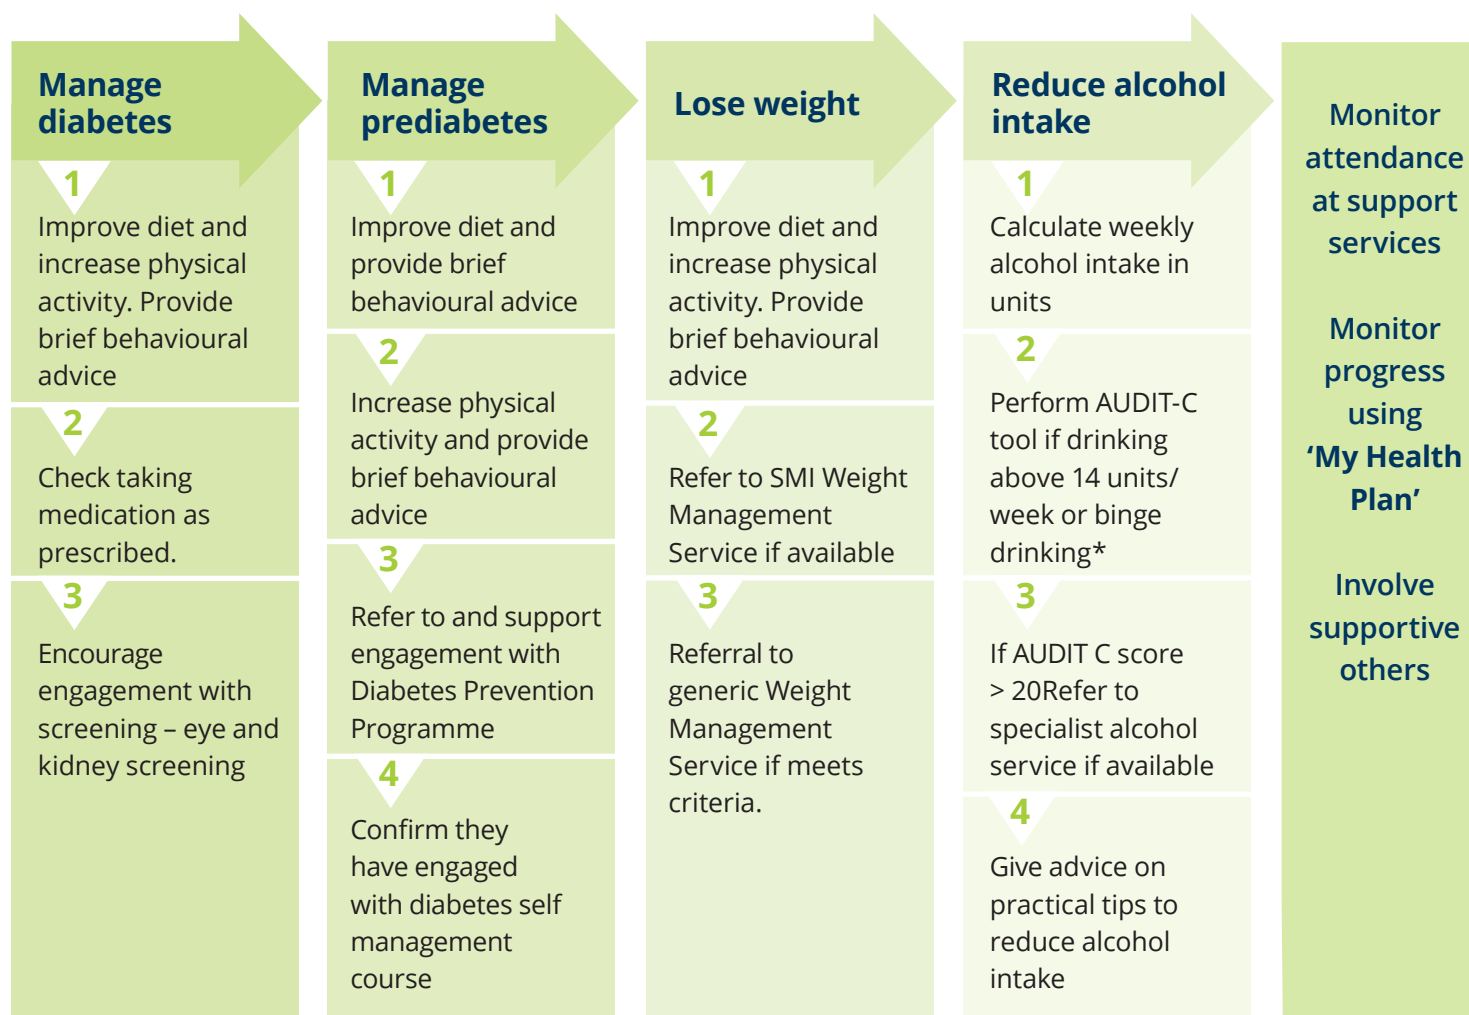 Manage
diabetes
1
Improve diet and
increase physical
activity. Provide
brief behavioural
advice
2
Check taking
medication as
prescribed.
3
Encourage
engagement with
screening – eye and
kidney screening
Manage
prediabetes
1
Improve diet and
provide brief
behavioural advice
2
Increase physical
activity and provide
brief behavioural
advice
3
Refer to and support
engagement with
Diabetes Prevention
Programme
4
Confirm they
have engaged
with diabetes self
management
course
Lose weight
1
Improve diet and
increase physical
activity. Provide
brief behavioural
advice
2
Refer to SMI Weight
Management
Service if available
3
Referral to
generic Weight
Management
Service if meets
criteria.
Reduce alcohol
intake
1
Calculate weekly
alcohol intake in
units
2
Perform AUDIT-C
tool if drinking
above 14 units/
week or binge
drinking*
3
If AUDIT C score
> 20Refer to
specialist alcohol
service if available
4
Give advice on
practical tips to
reduce alcohol
intake
Monitor
attendance
at support
services
Monitor
progress
using
‘My Health
Plan’
Involve
supportive
others